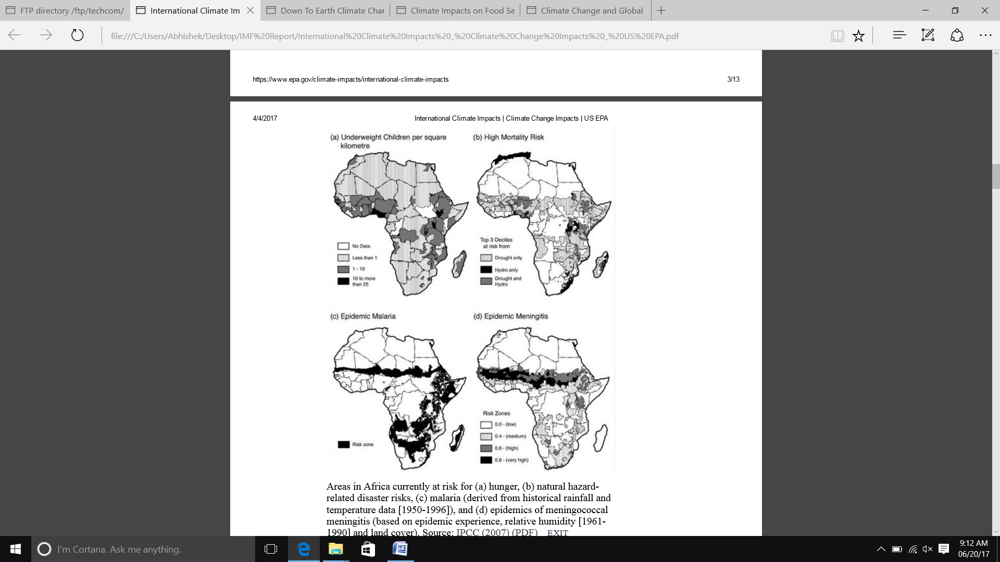 FTP directory /ftp/techcom/
International Climate Im
Down To Earth Climate Char
Climate Impacts on Food Se
Climate Change and Global
file:///C:/Users/Abhishek/Desktop/IMF%20Report/International%20Climate%20Impacts%20_%20Climate%20Change%20Impacts%20_%20US%20EPA.pdf
https://www.epa.gov/climate-impacts/international-climate-impacts
3/13
4/4/2017
International Climate Impacts | Climate Change Impacts | US EPA
(a) Underweight Children per square
kilometre
No Data
Less than 1
1 - 10
10 to more
than 25
(b) High Mortality Risk
Top 3 Deciles
at risk from
Drought only
Hydro only
Drought and
Hydro
(c) Epidemic Malaria
Risk zone
(d) Epidemic Meningitis
Risk Zones
0.0 - (low)
0.4 - (medium)
0.6 - (high)
0.8 - (very high)
Areas in Africa currently at risk for (a) hunger, (b) natural hazard-
related disaster risks, (c) malaria (derived from historical rainfall and
temperature data [1950-1996]), and (d) epidemics of meningococcal
meningitis (based on epidemic experience, relative humidity [1961-
1990] and land cover). Source: IPCC (2007) (PDF) EXIT
I'm Cortana. Ask me anything.
9:12 AM
06/20/17